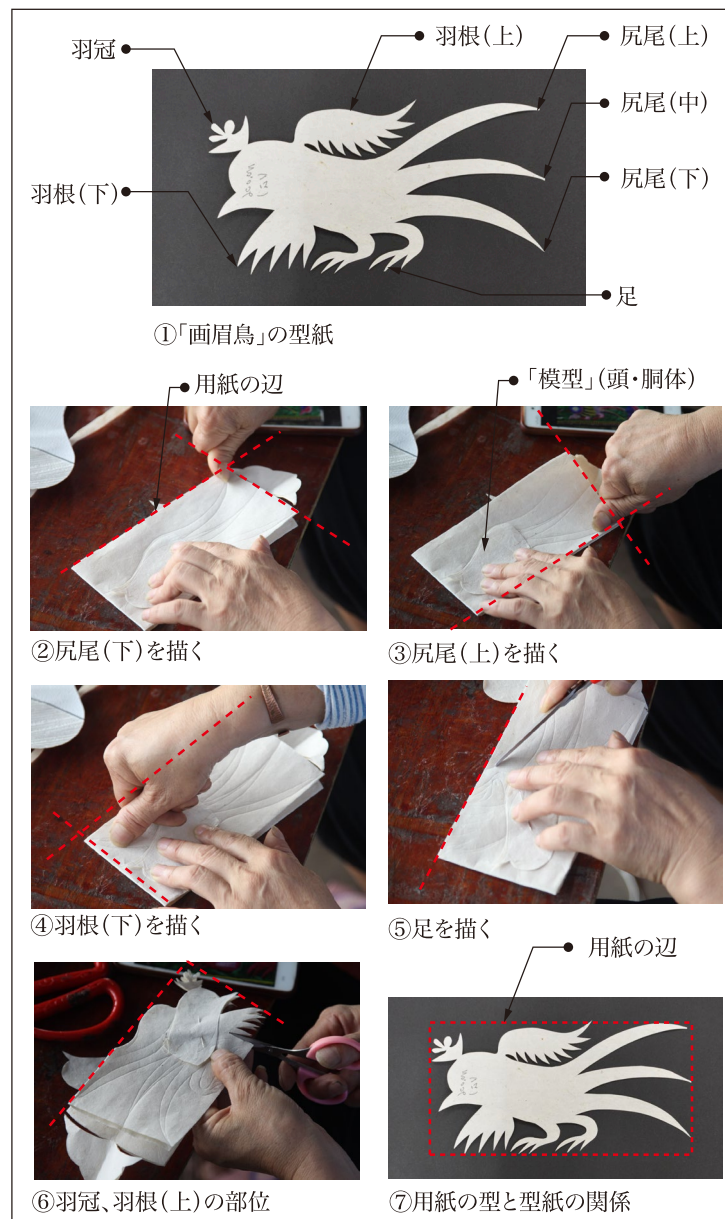 羽冠
羽根(上)
尻尾(上)
尻尾(中)
羽根(下)
尻尾(下)
足
①「画眉鳥」の型紙
用紙の辺
「模型」(頭・胴体)
②尻尾(下)を描く
③尻尾(上)を描く
④羽根(下)を描く
⑤足を描く
用紙の辺
⑥羽冠、羽根(上)の部位
⑦用紙の型と型紙の関係